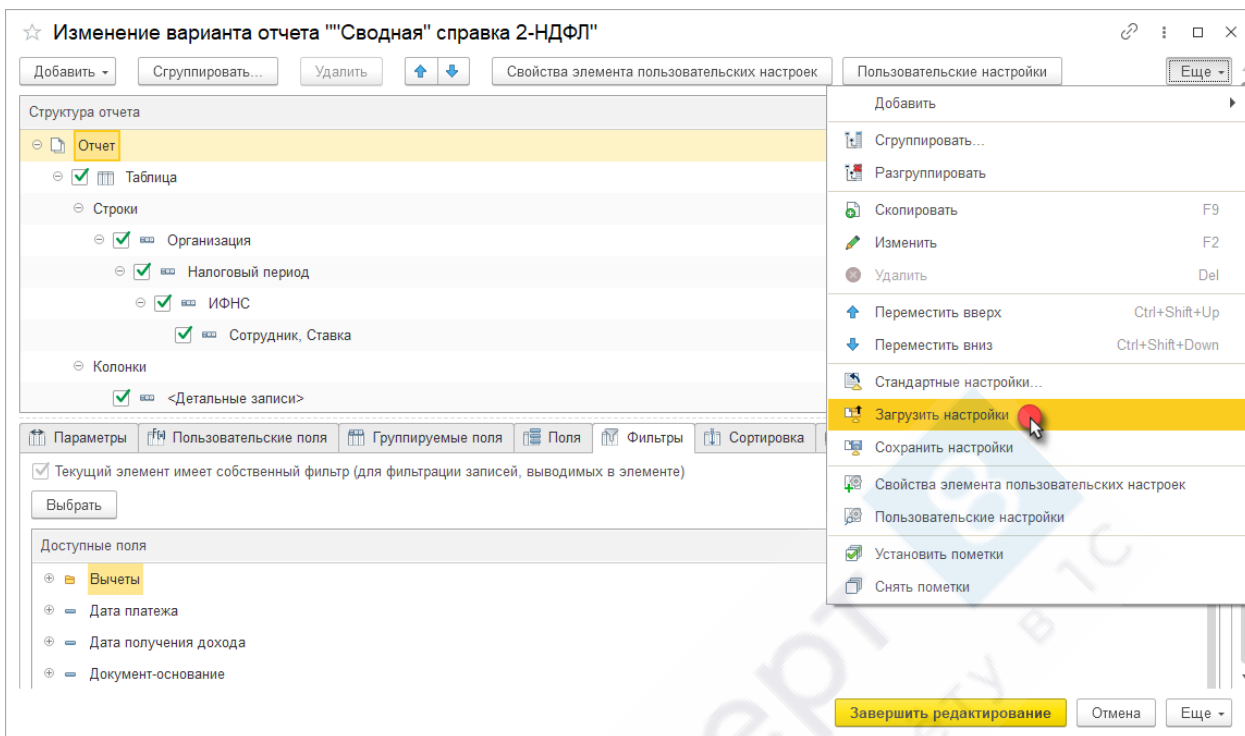 Изменение варианта отчета ""Сводная" справка 2-НДФЛ"
Добавить Сгруппировать... Удалить Свойства элемента пользовательских настроек Пользовательские настройки Еще
Структура отчета
Отчет
Таблица
Строки
Организация
Налоговый период
ИФНС
Сотрудник, Ставка
Колонки
<Детальные записи>
Добавить
Сгруппировать...
Разгруппировать
Скопировать F9
Изменить F2
Удалить Del
Переместить вверх Ctrl+Shift+Up
Переместить вниз Ctrl+Shift+Down
Стандартные настройки...
Загрузить настройки
Сохранить настройки
Свойства элемента пользовательских настроек
Пользовательские настройки
Установить пометки
Снять пометки
Параметры Пользовательские поля Группируемые поля Поля Фильтры Сортировка
Текущий элемент имеет собственный фильтр (для фильтрации записей, выводимых в элементе)
Выбрать
Доступные поля
Вычеты
Дата платежа
Дата получения дохода
Документ-основание
Завершить редактирование Отмена Еще